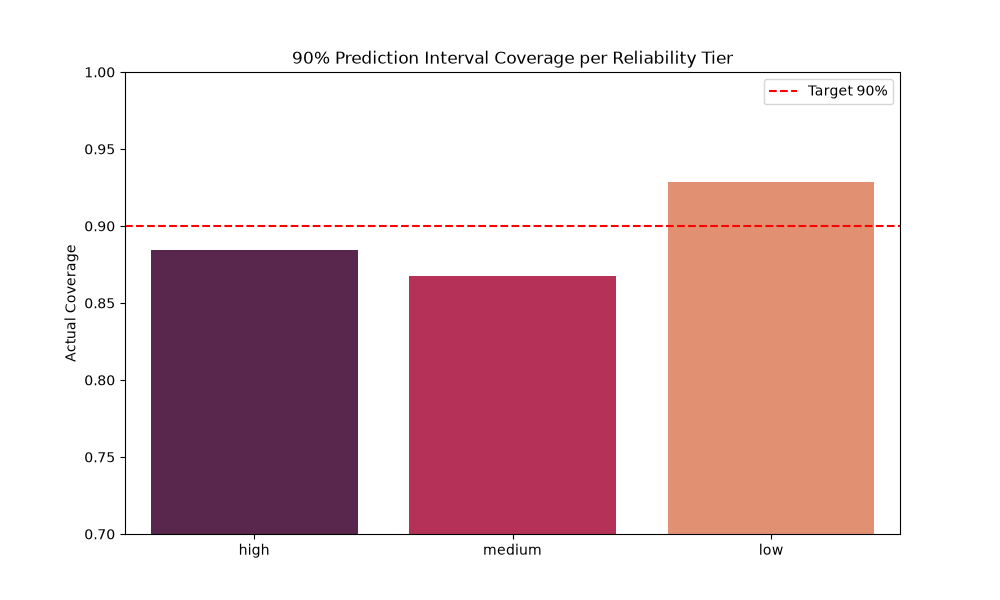 90% Prediction Interval Coverage per Reliability Tier
1.00
Target 90%
0.95
0.90
Actual Coverage
0.85
0.80
0.75
0.70
high medium low